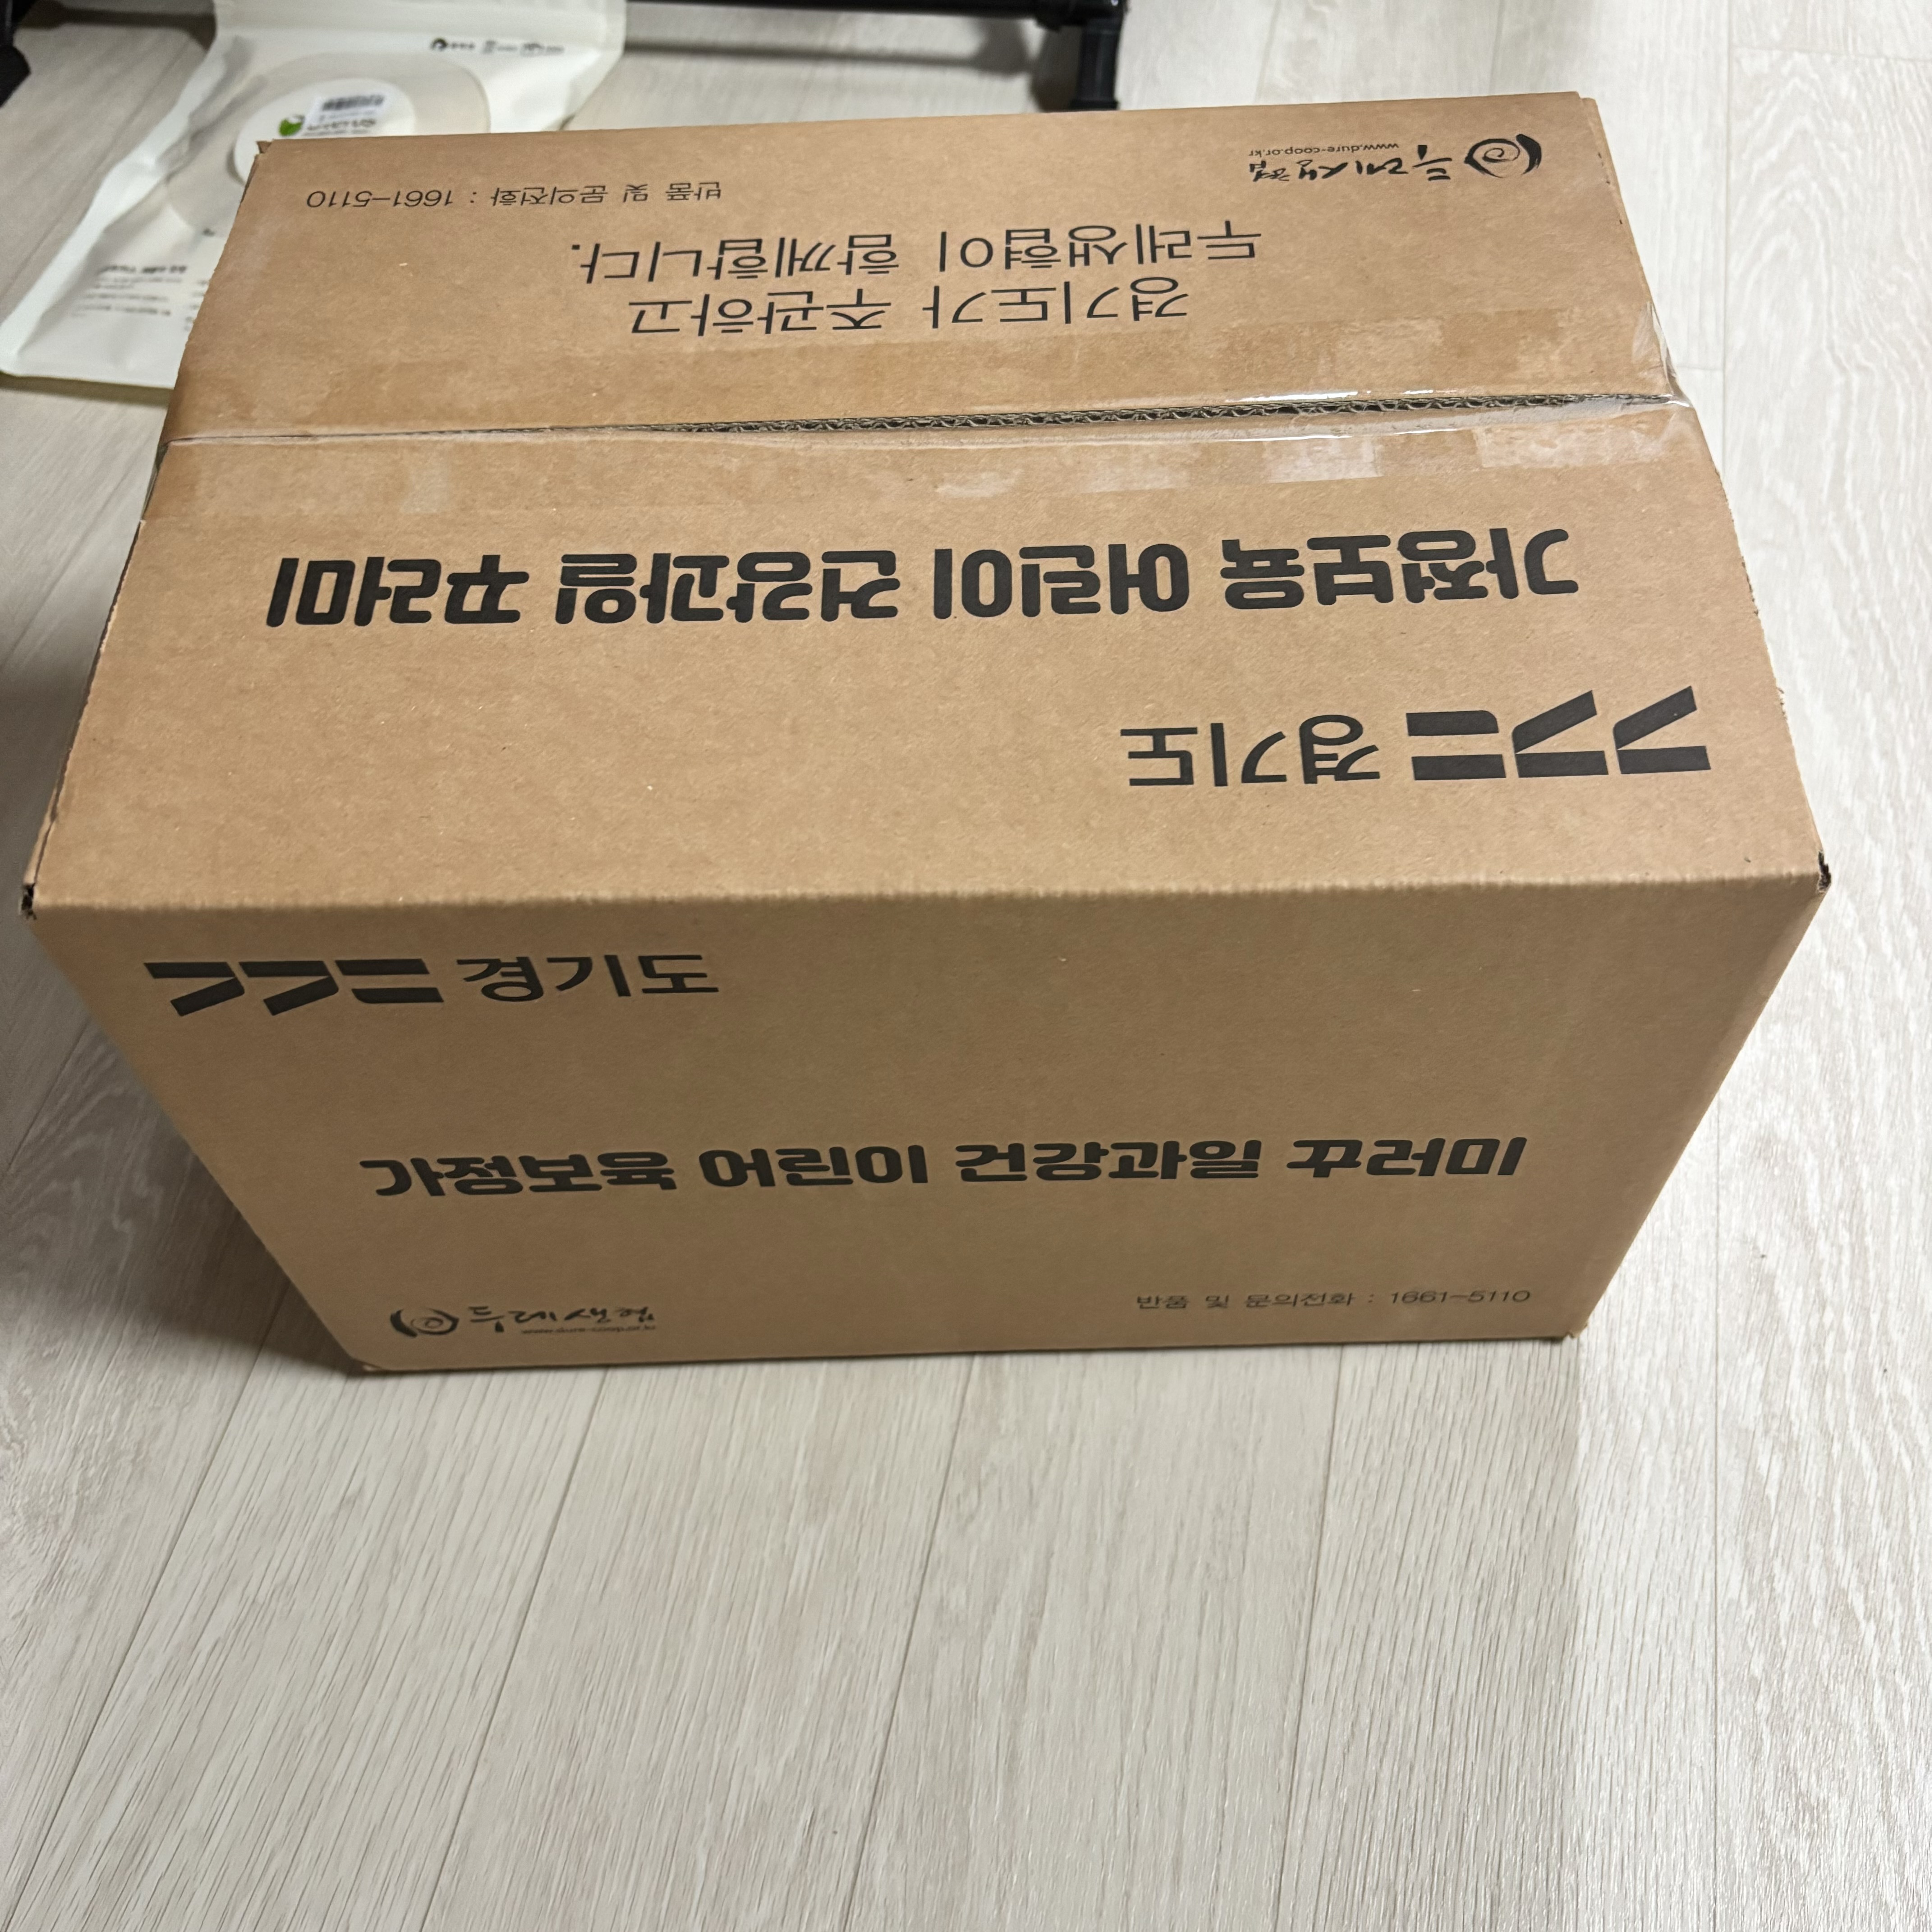 두레생협
www.dure-coop.or.kr
반품 및 문의전화 : 1661-5110
경기도가 주관하고
두레생협이 함께합니다.
경기도
가정보육 어린이 건강과일 꾸러미
경기도
가정보육 어린이 건강과일 꾸러미
두레생협
www.dure-coop.or.kr
반품 및 문의전화 : 1661-5110